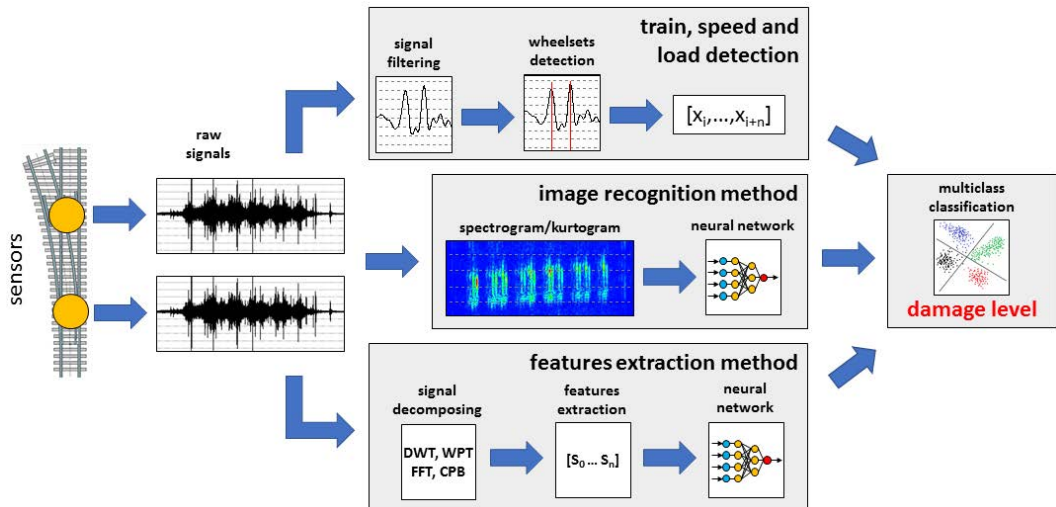 sensors
raw
signals
train, speed and
load detection
signal
filtering
wheelsets
detection
[xᵢ,...,xᵢ₊ₙ]
image recognition method
spectrogram/kurtogram
neural network
features extraction method
signal
decomposing
DWT, WPT
FFT, CPB
features
extraction
[S₀ ... Sₙ]
neural
network
multiclass
classification
damage level